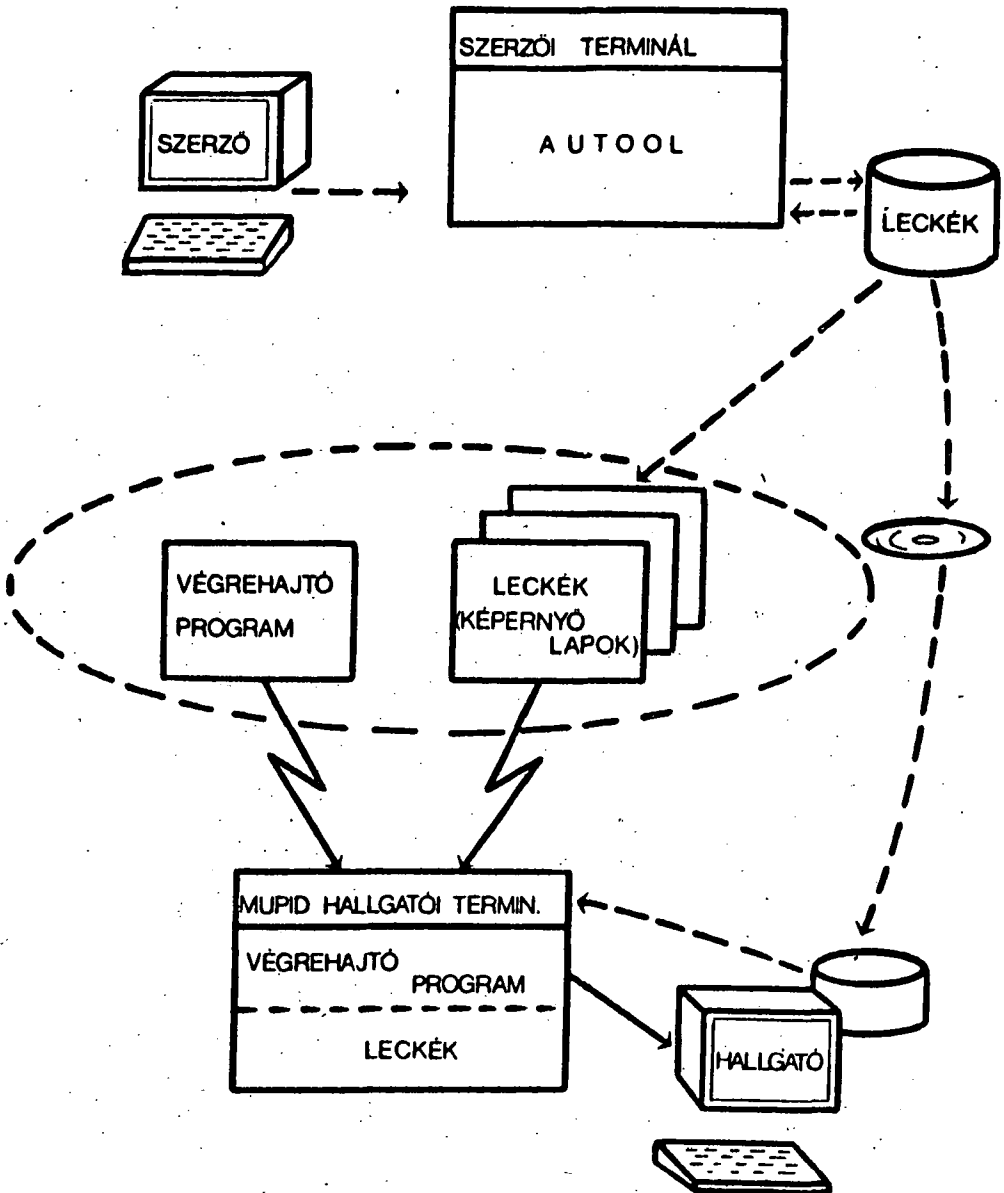 SZERZŐI TERMINÁL
SZERZŐ
AUTOOL
LECKÉK
VÉGREHAJTÓ
PROGRAM
LECKÉK
(KÉPERNYŐ
LAPOK)
MUPID HALLGATÓI TERMIN.
VÉGREHAJTÓ
PROGRAM
LECKÉK
HALLGATÓ